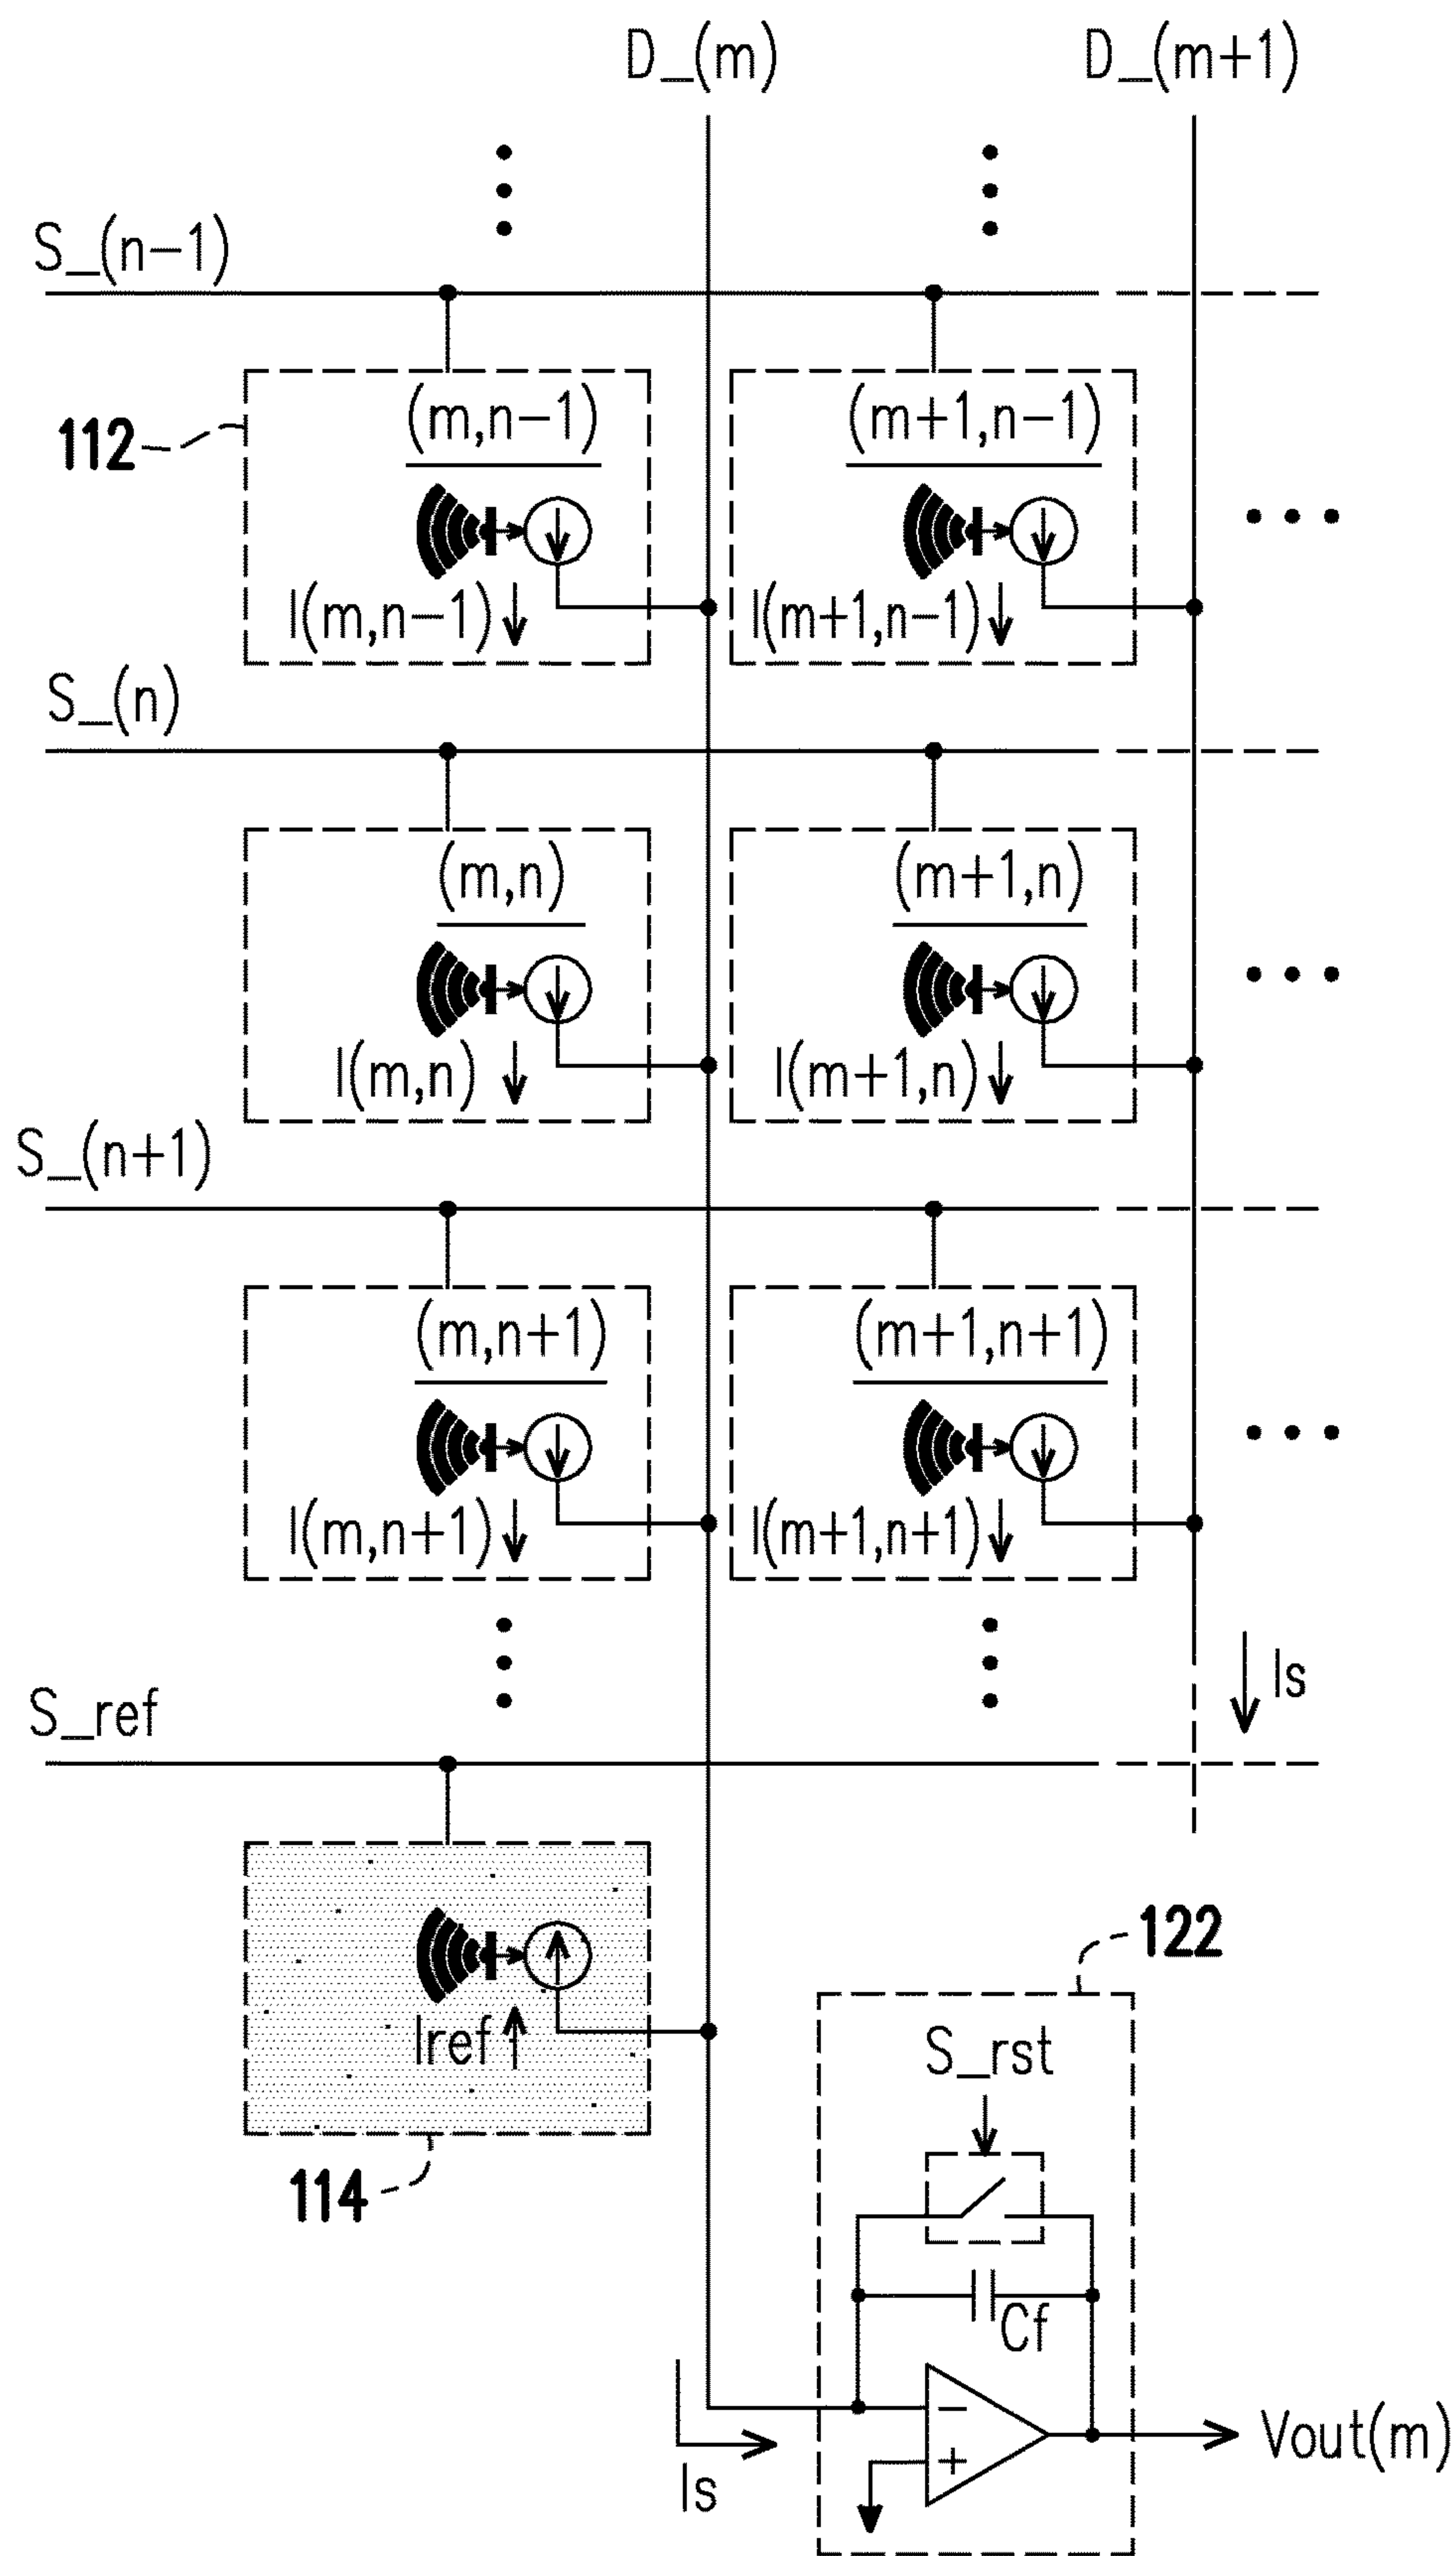 D_(m) D_(m+1)
S_(n-1)
112
(m,n-1) (m+1,n-1)
I(m,n-1) I(m+1,n-1)
S_(n)
(m,n) (m+1,n)
I(m,n) I(m+1,n)
S_(n+1)
(m,n+1) (m+1,n+1)
I(m,n+1) I(m+1,n+1)
Is
S_ref
122
Iref
S_rst
114
Cf
−
+
Vout(m)
Is